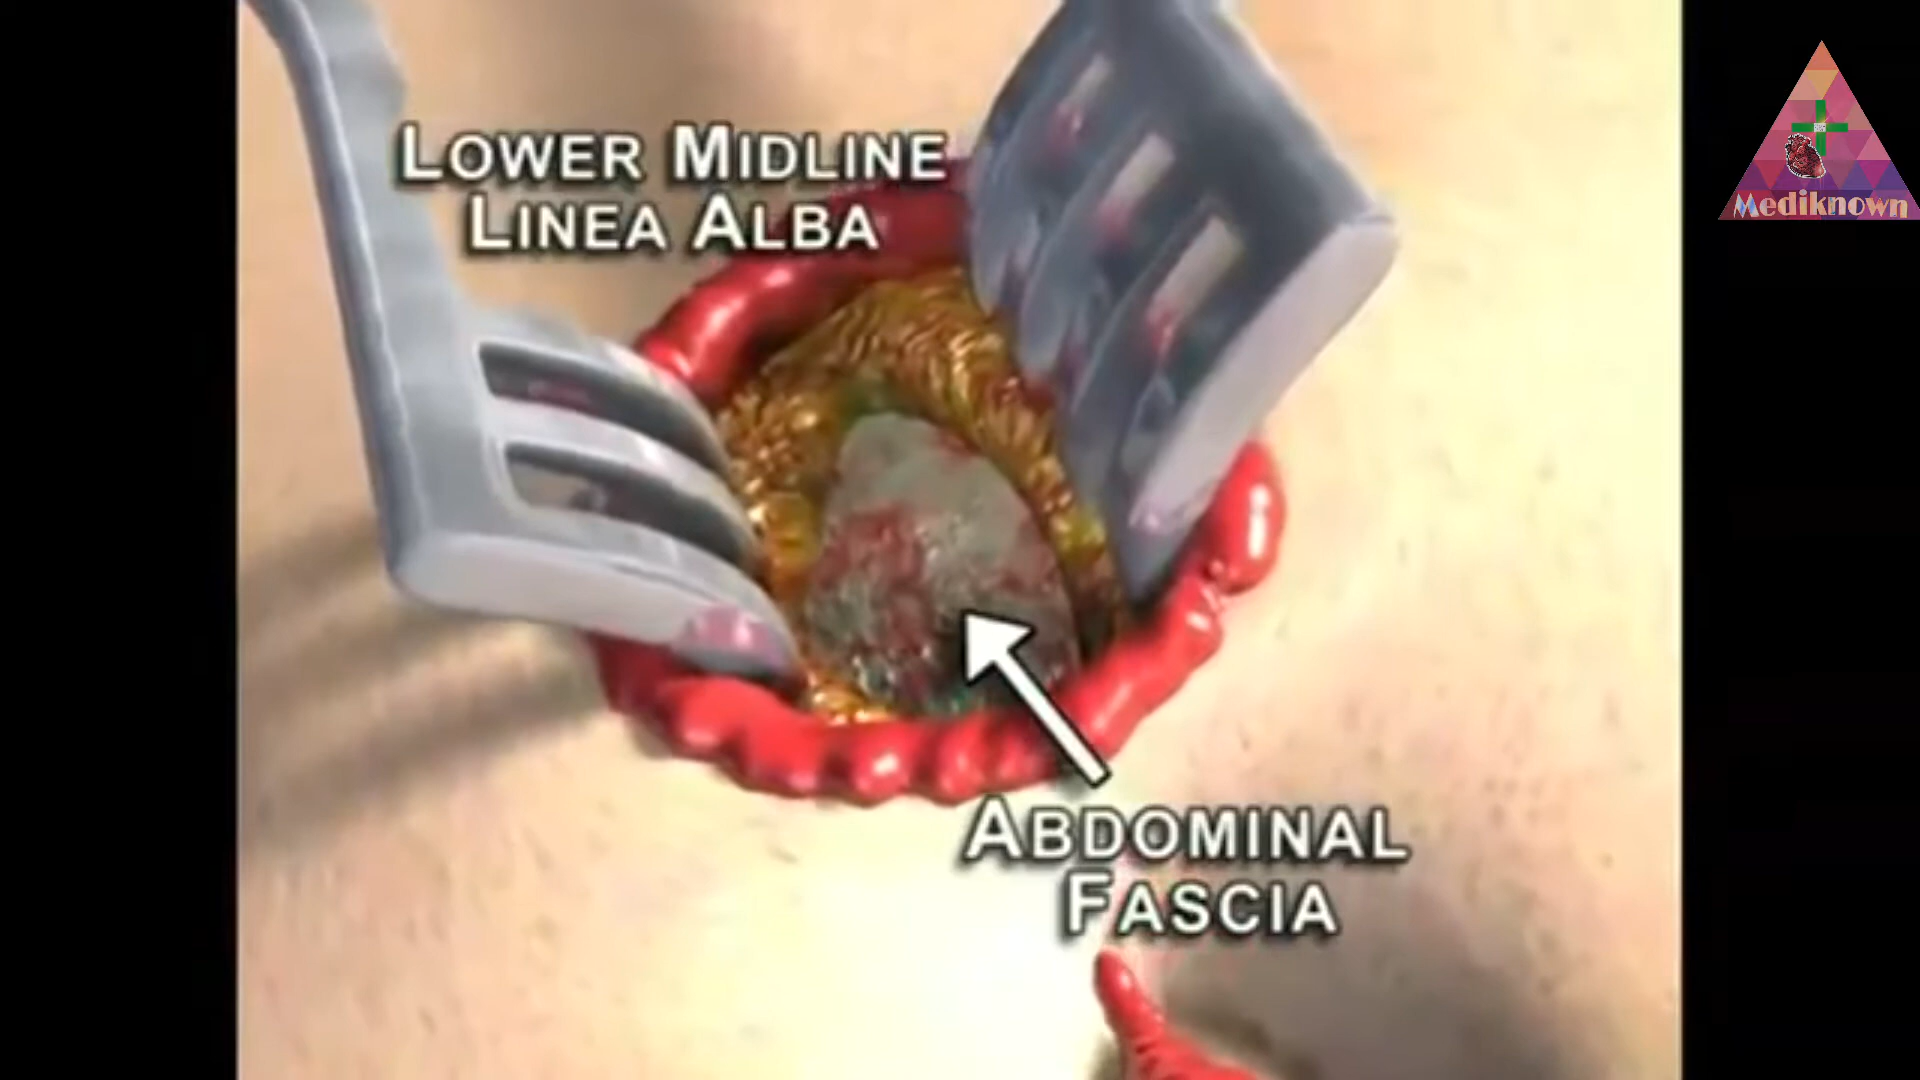 LOWER MIDLINE
LINEA ALBA
ABDOMINAL
FASCIA
Mediknown